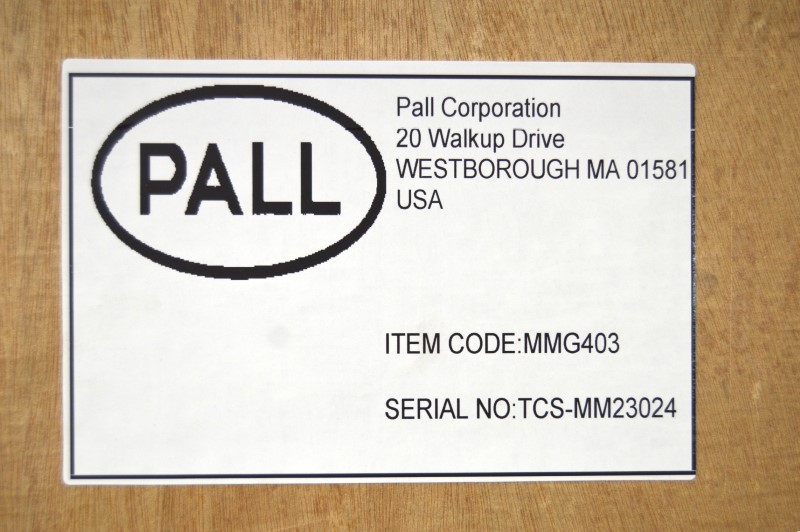 PALL
Pall Corporation
20 Walkup Drive
WESTBOROUGH MA 01581
USA
ITEM CODE:MMG403
SERIAL NO:TCS-MM23024